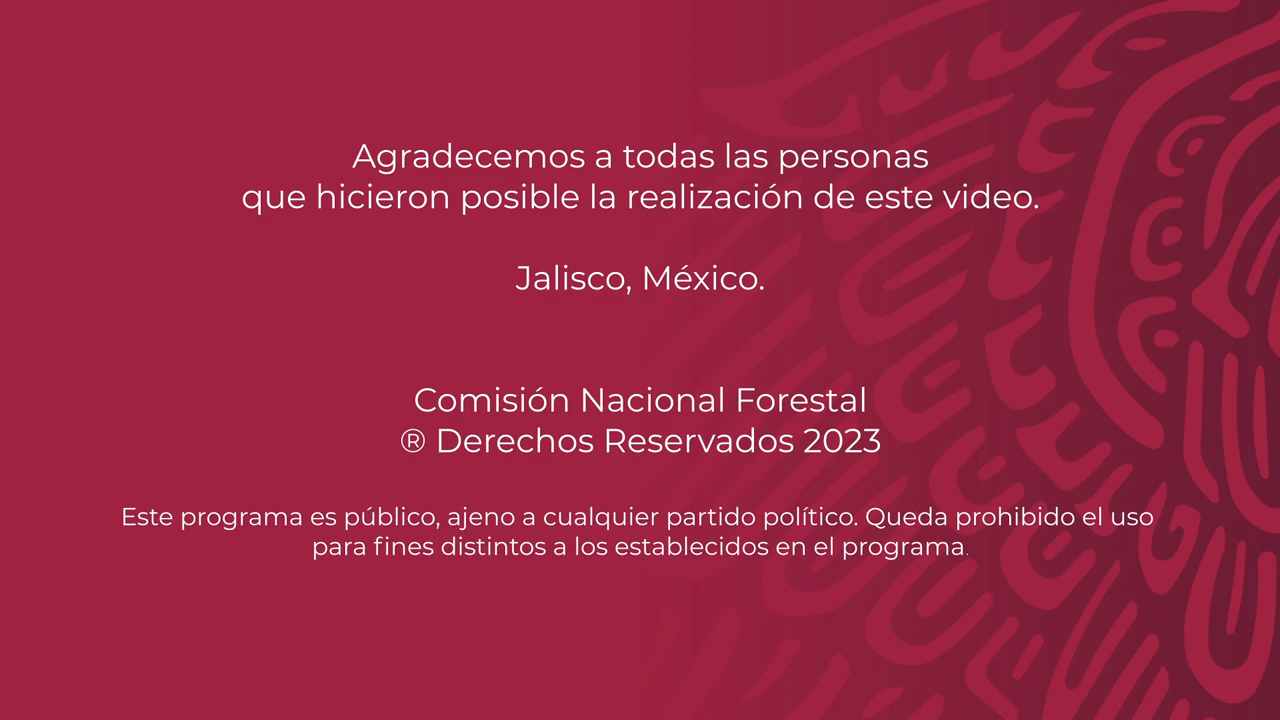 Agradecemos a todas las personas
que hicieron posible la realización de este video.
Jalisco, México.
Comisión Nacional Forestal
® Derechos Reservados 2023
Este programa es público, ajeno a cualquier partido político. Queda prohibido el uso
para fines distintos a los establecidos en el programa.